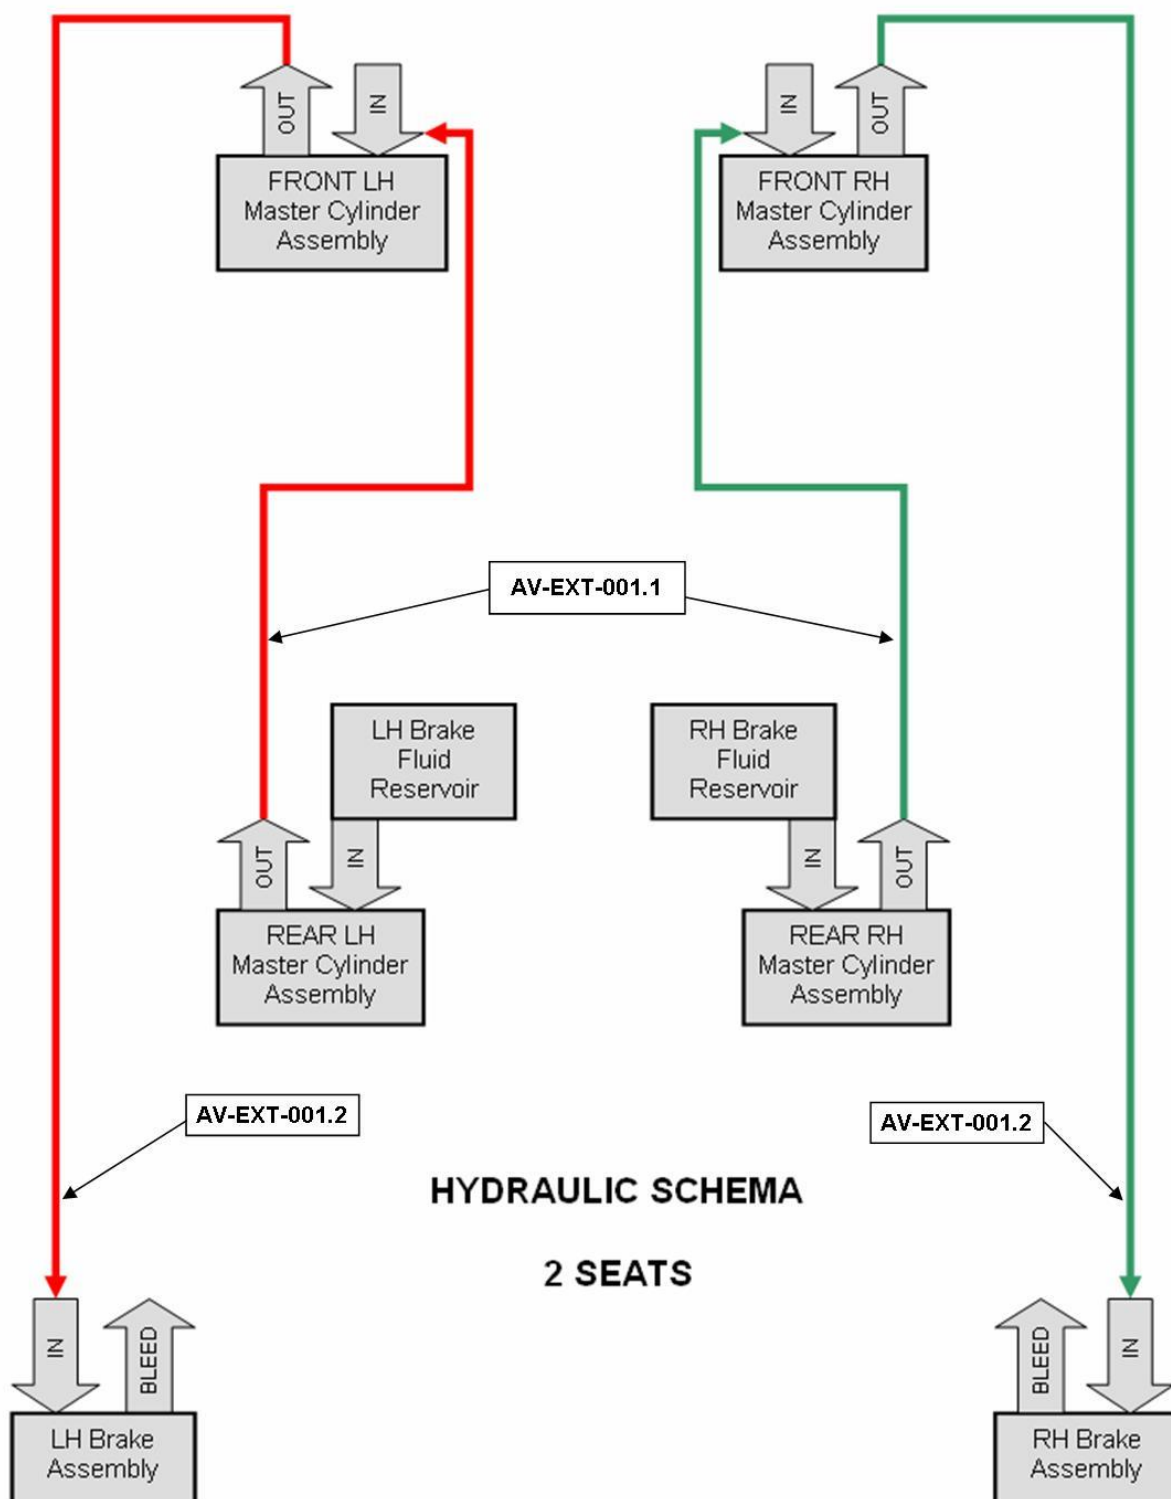 OUT
IN
IN
OUT
FRONT LH
Master Cylinder
Assembly
FRONT RH
Master Cylinder
Assembly
AV-EXT-001.1
LH Brake
Fluid
Reservoir
RH Brake
Fluid
Reservoir
OUT
IN
IN
OUT
REAR LH
Master Cylinder
Assembly
REAR RH
Master Cylinder
Assembly
AV-EXT-001.2
AV-EXT-001.2
HYDRAULIC SCHEMA
2 SEATS
IN
BLEED
BLEED
IN
LH Brake
Assembly
RH Brake
Assembly